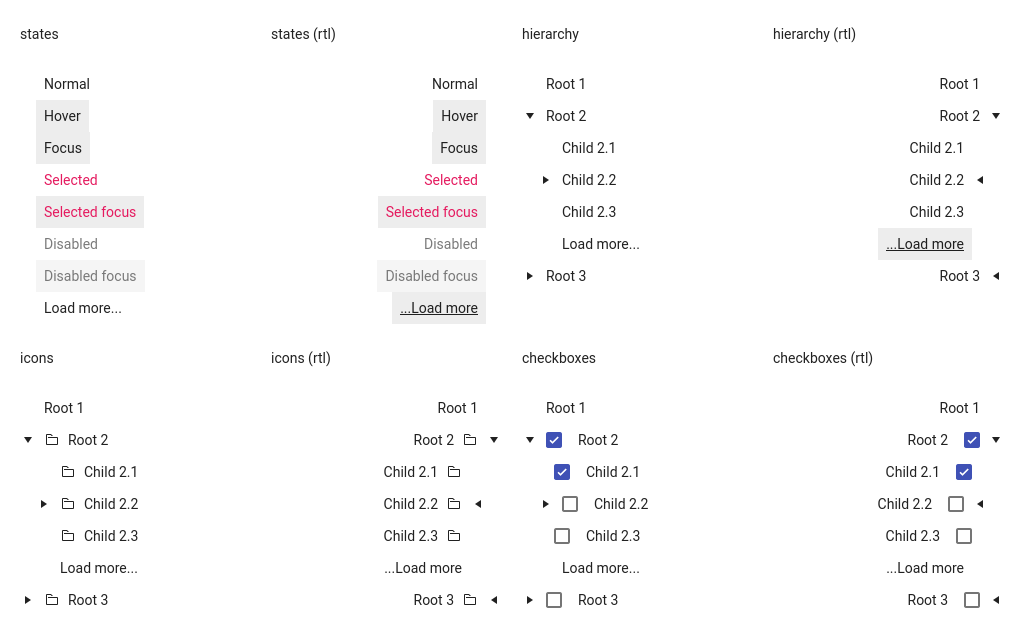 states
Normal
Hover
Focus
Selected
Selected focus
Disabled
Disabled focus
Load more...
states (rtl)
Normal
Hover
Focus
Selected
Selected focus
Disabled
Disabled focus
...Load more
hierarchy
Root 1
Root 2
Child 2.1
Child 2.2
Child 2.3
Load more...
Root 3
hierarchy (rtl)
Root 1
Root 2
Child 2.1
Child 2.2
Child 2.3
...Load more
Root 3
icons
Root 1
Root 2
Child 2.1
Child 2.2
Child 2.3
Load more...
Root 3
icons (rtl)
Root 1
Root 2
Child 2.1
Child 2.2
Child 2.3
...Load more
Root 3
checkboxes
Root 1
Root 2
Child 2.1
Child 2.2
Child 2.3
Load more...
Root 3
checkboxes (rtl)
Root 1
Root 2
Child 2.1
Child 2.2
Child 2.3
...Load more
Root 3